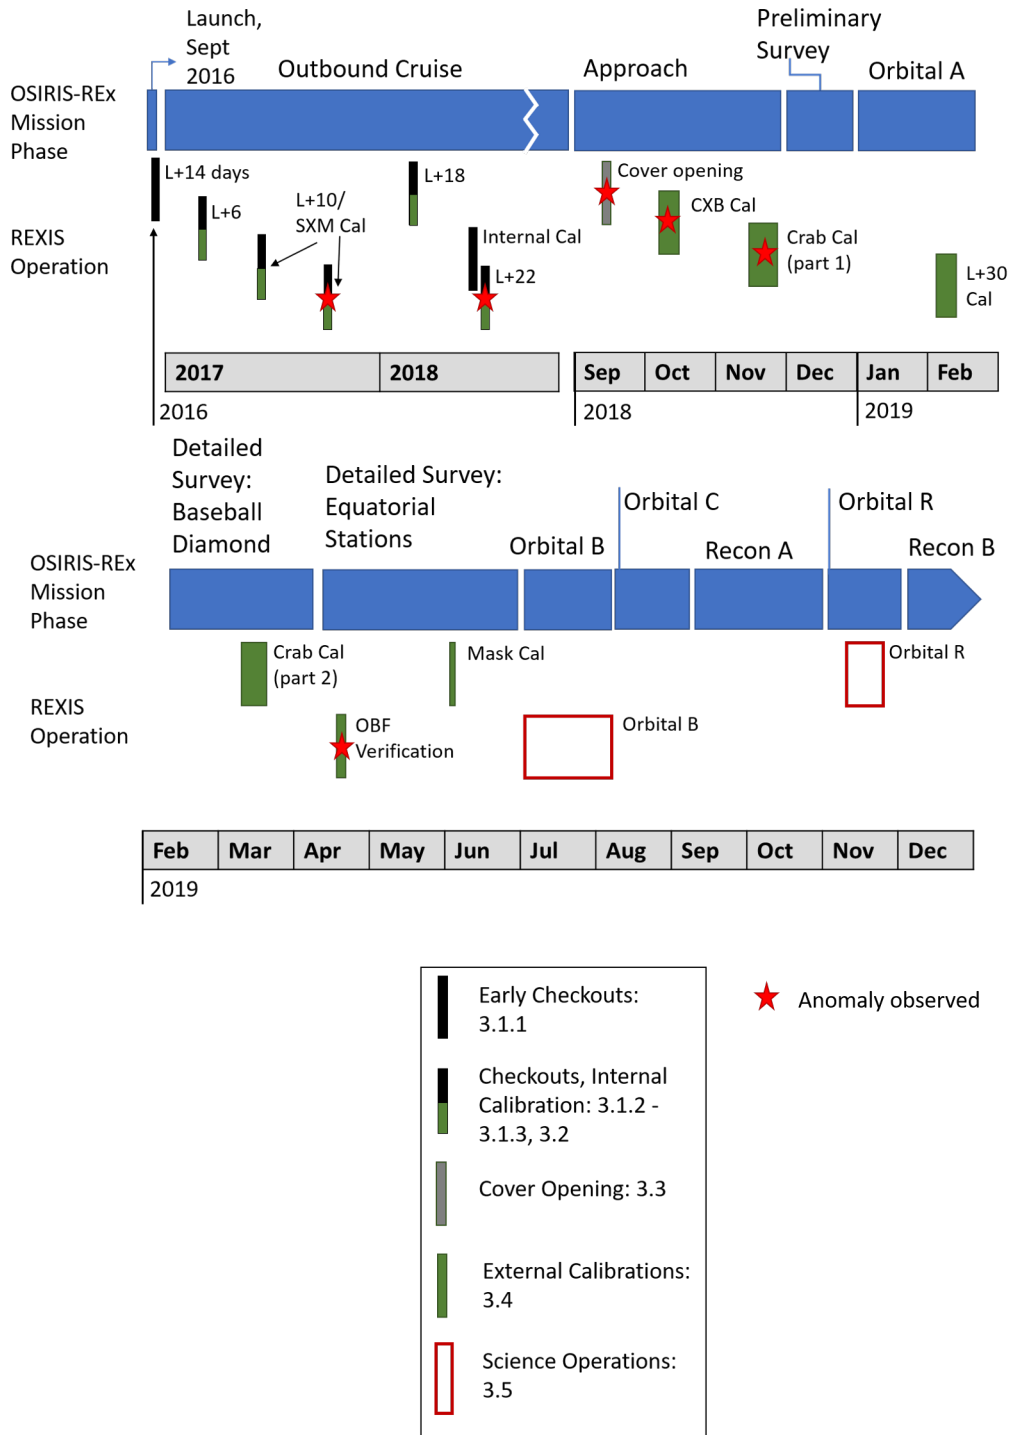 Launch,
Sept
2016
Preliminary
Survey
Outbound Cruise
Approach
Orbital A
OSIRIS-REx
Mission
Phase
L+14 days
L+6
L+10/
SXM Cal
L+18
Internal Cal
L+22
Cover opening
CXB Cal
Crab Cal
(part 1)
L+30
Cal
REXIS
Operation
2017
2018
Sep
Oct
Nov
Dec
Jan
Feb
2016
2018
2019
Detailed
Survey:
Baseball
Diamond
Detailed Survey:
Equatorial
Stations
Orbital B
Orbital C
Recon A
Orbital R
Recon B
OSIRIS-REx
Mission
Phase
Crab Cal
(part 2)
Mask Cal
Orbital R
REXIS
Operation
OBF
Verification
Orbital B
Feb
Mar
Apr
May
Jun
Jul
Aug
Sep
Oct
Nov
Dec
2019
Early Checkouts:
3.1.1
Checkouts, Internal
Calibration: 3.1.2 -
3.1.3, 3.2
Cover Opening: 3.3
External Calibrations:
3.4
Science Operations:
3.5
Anomaly observed